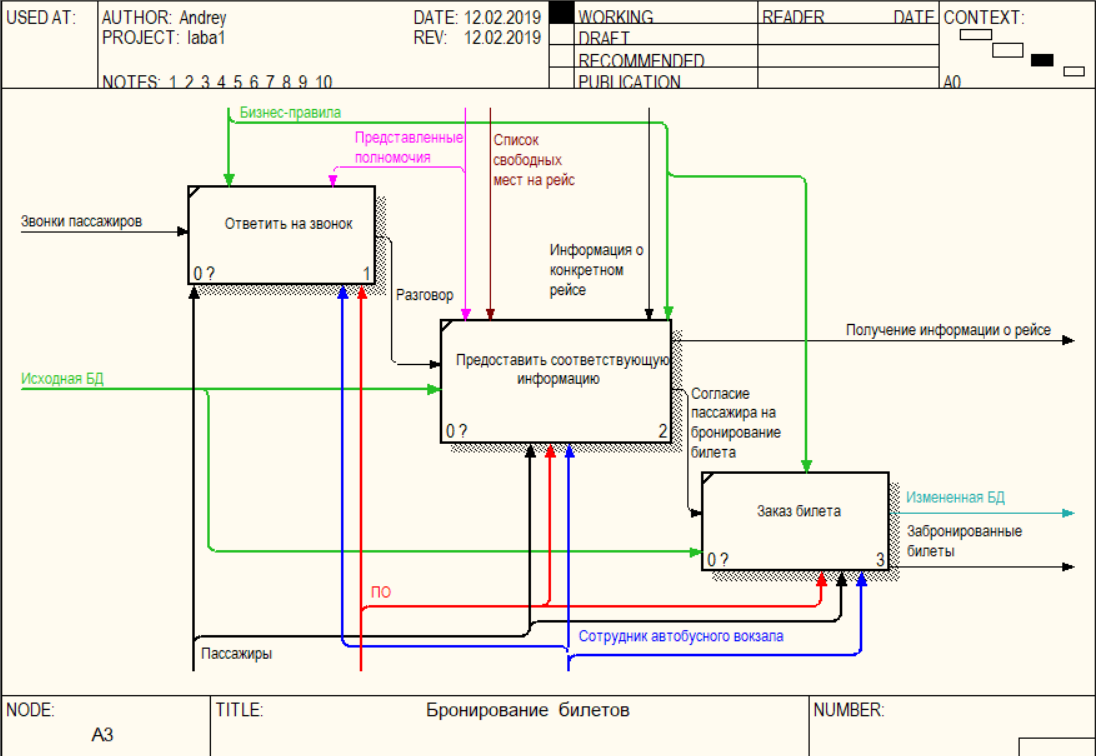 USED AT:
AUTHOR: Andrey
DATE: 12.02.2019
PROJECT: laba1
REV: 12.02.2019
NOTES: 1 2 3 4 5 6 7 8 9 10
WORKING
DRAFT
RECOMMENDED
PUBLICATION
READER
DATE
CONTEXT:
A0
Бизнес-правила
Представленные
полномочия
Список
свободных
мест на рейс
Звонки пассажиров
Ответить на звонок
0 ?
1
Информация о
конкретном
рейсе
Разговор
Получение информации о рейсе
Предоставить соответствующую
информацию
0 ?
2
Исходная БД
Согласие
пассажира на
бронирование
билета
Заказ билета
0 ?
3
Измененная БД
Забронированные
билеты
ПО
Сотрудник автобусного вокзала
Пассажиры
NODE:
A3
TITLE:
Бронирование билетов
NUMBER: